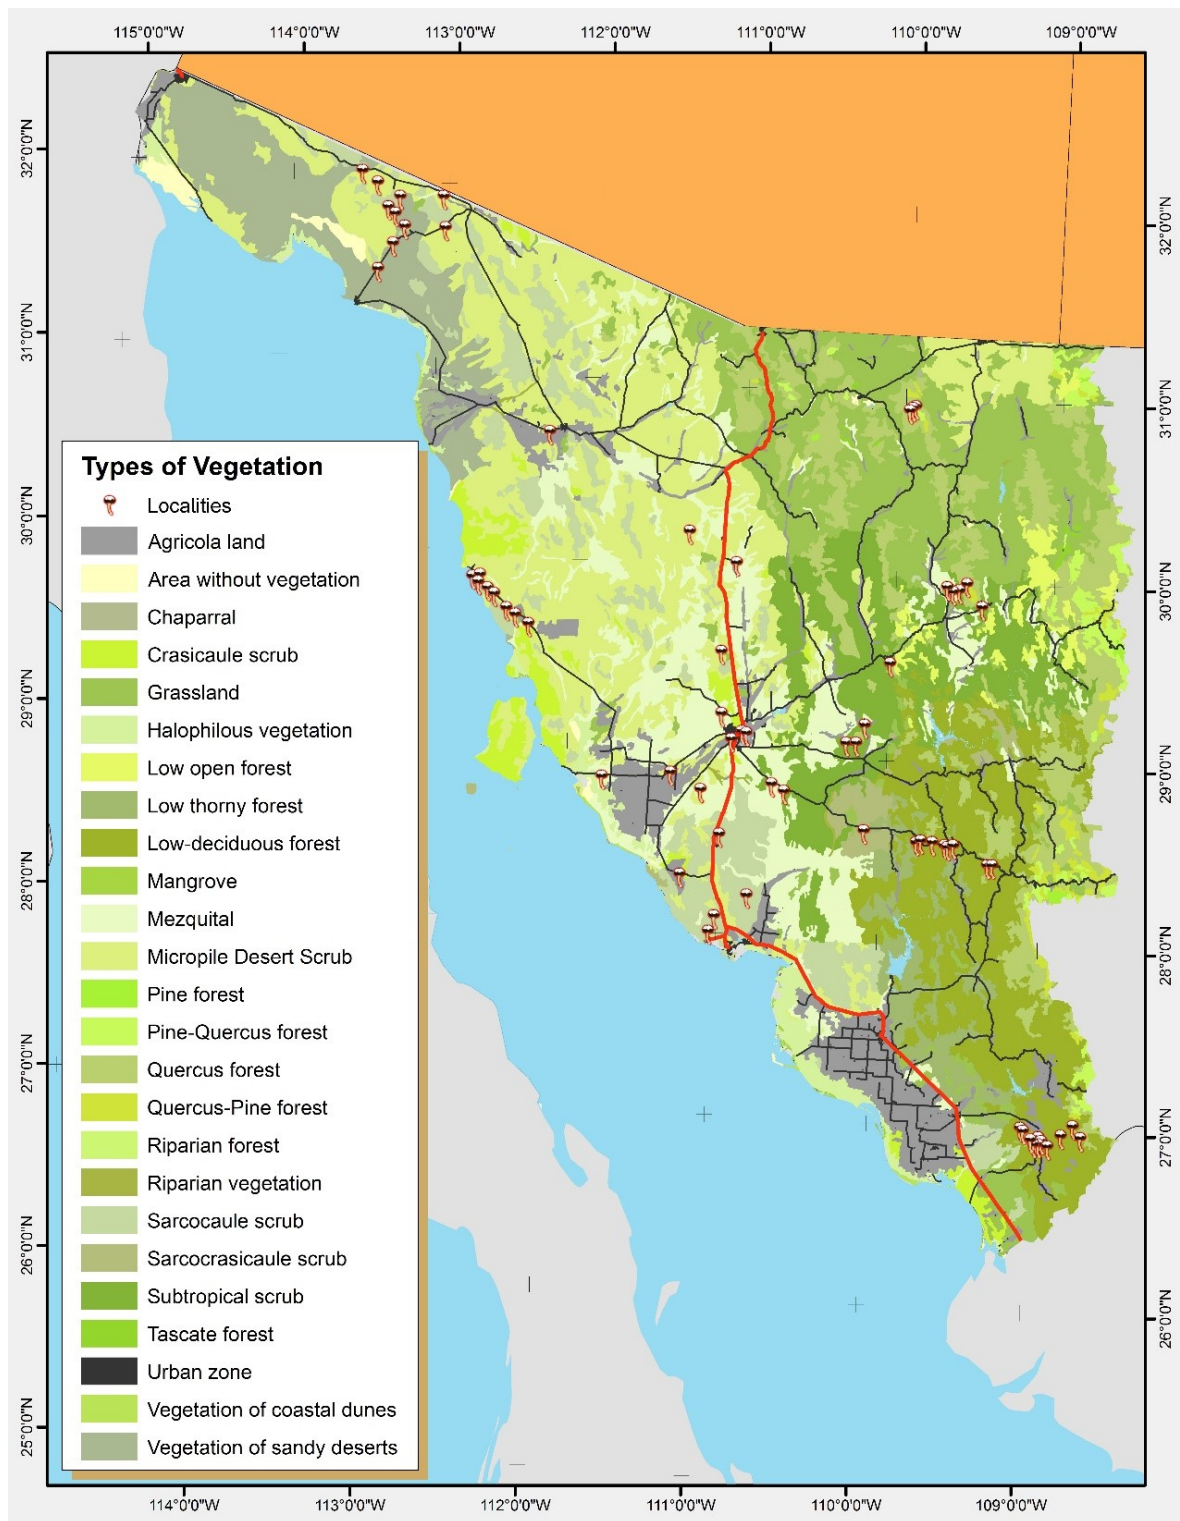 115°0'0"W 114°0'0"W 113°0'0"W 112°0'0"W 111°0'0"W 110°0'0"W 109°0'0"W
32°0'0"N
31°0'0"N
30°0'0"N
29°0'0"N
28°0'0"N
27°0'0"N
26°0'0"N
25°0'0"N
Types of Vegetation
Localities
Agricola land
Area without vegetation
Chaparral
Crasicaule scrub
Grassland
Halophilous vegetation
Low open forest
Low thorny forest
Low-deciduous forest
Mangrove
Mezquital
Micropile Desert Scrub
Pine forest
Pine-Quercus forest
Quercus forest
Quercus-Pine forest
Riparian forest
Riparian vegetation
Sarcocaule scrub
Sarcocrasicaule scrub
Subtropical scrub
Tascate forest
Urban zone
Vegetation of coastal dunes
Vegetation of sandy deserts
32°0'0"N
31°0'0"N
30°0'0"N
29°0'0"N
28°0'0"N
27°0'0"N
26°0'0"N
114°0'0"W 113°0'0"W 112°0'0"W 111°0'0"W 110°0'0"W 109°0'0"W